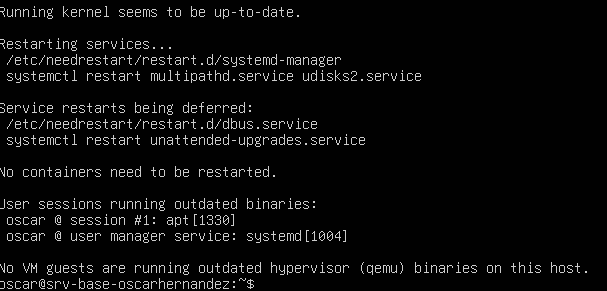 Running kernel seems to be up-to-date.
Restarting services...
/etc/needrestart/restart.d/systemd-manager
systemctl restart multipathd.service udisks2.service
Service restarts being deferred:
/etc/needrestart/restart.d/dbus.service
systemctl restart unattended-upgrades.service
No containers need to be restarted.
User sessions running outdated binaries:
oscar @ session #1: apt[1330]
oscar @ user manager service: systemd[1004]
No VM guests are running outdated hypervisor (qemu) binaries on this host.
oscar@srv-base-oscarhernandez:~$